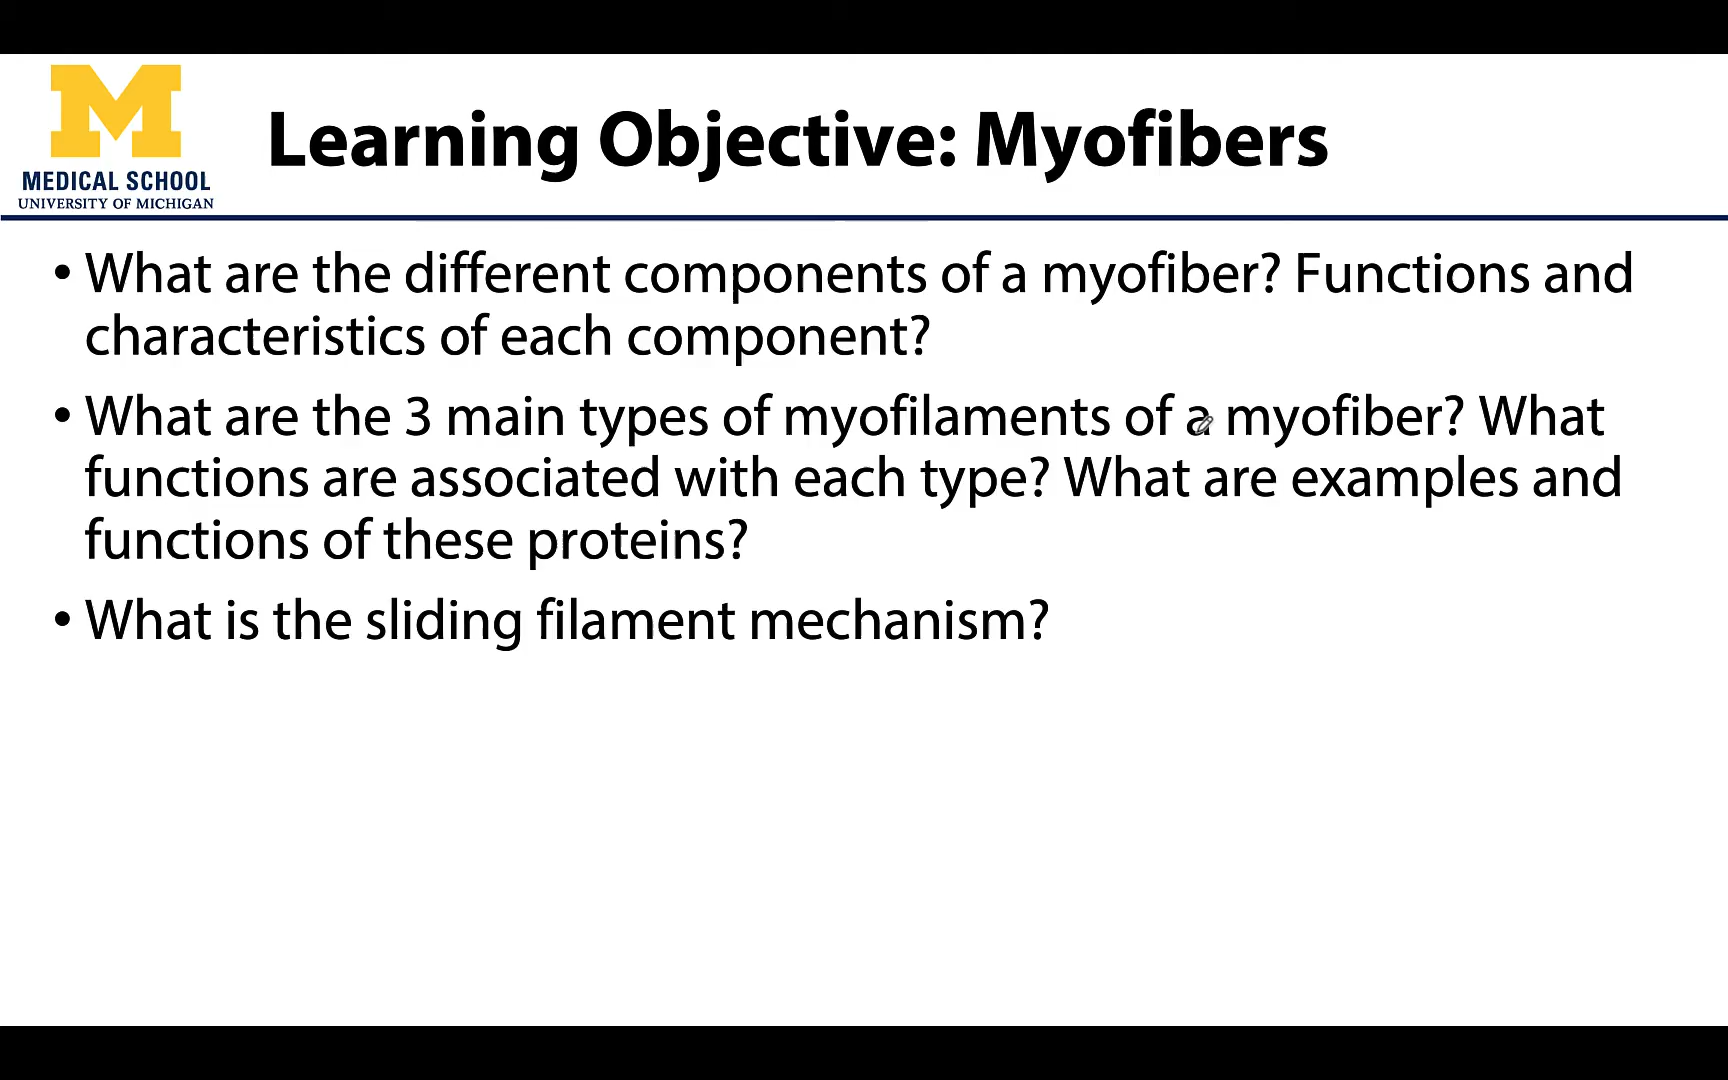 M
MEDICAL SCHOOL
UNIVERSITY OF MICHIGAN
Learning Objective: Myofibers
• What are the different components of a myofiber? Functions and
characteristics of each component?
• What are the 3 main types of myofilaments of a myofiber? What
functions are associated with each type? What are examples and
functions of these proteins?
• What is the sliding filament mechanism?